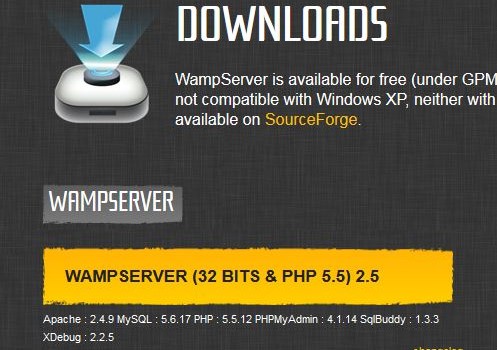 DOWNLOADS
WampServer is available for free (under GPM
not compatible with Windows XP, neither with
available on SourceForge.
WAMPSERVER
WAMPSERVER (32 BITS & PHP 5.5) 2.5
Apache : 2.4.9 MySQL : 5.6.17 PHP : 5.5.12 PHPMyAdmin : 4.1.14 SqlBuddy : 1.3.3
XDebug : 2.2.5